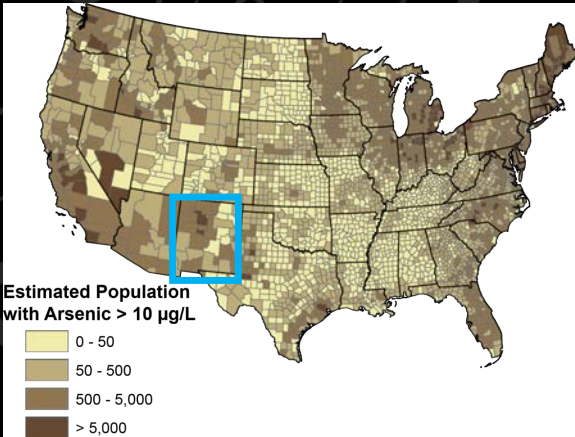 Estimated Population
with Arsenic > 10 µg/L
0 - 50
50 - 500
500 - 5,000
> 5,000